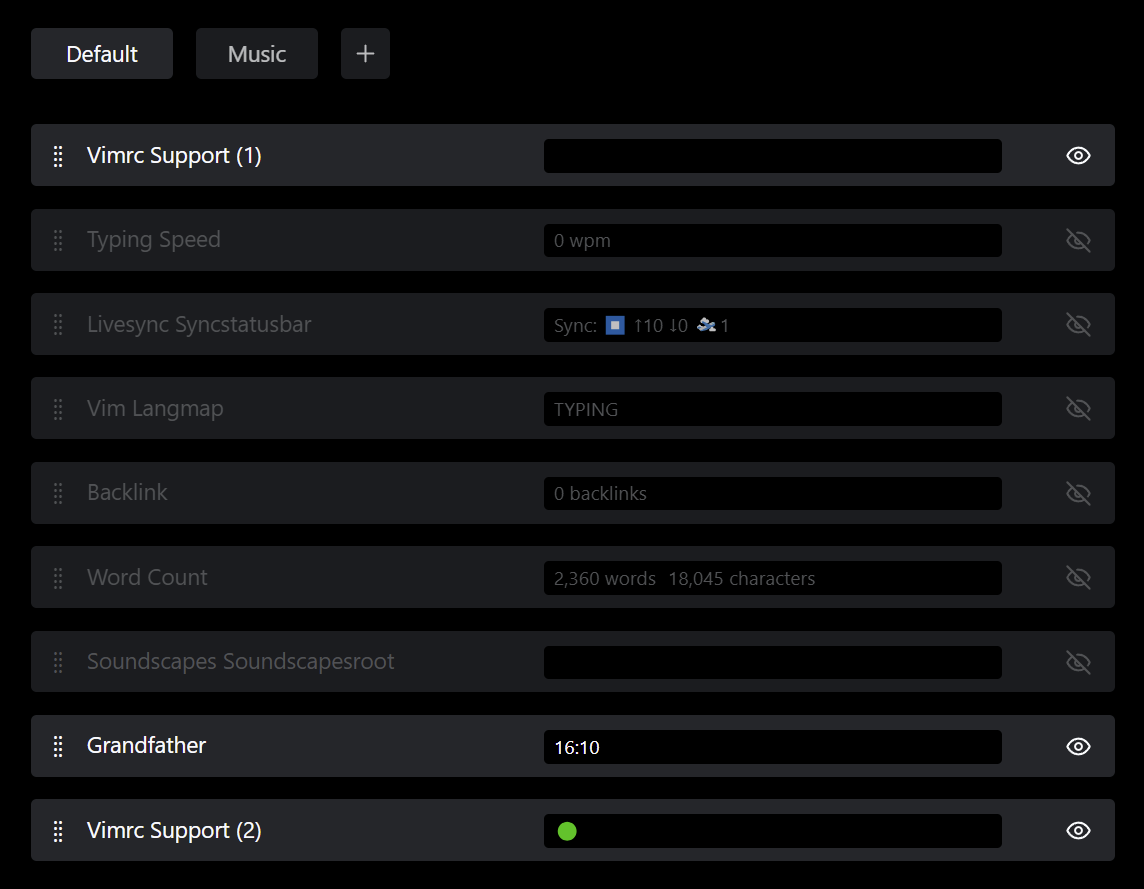 Default Music +
Vimrc Support (1)
Typing Speed 0 wpm
Livesync Syncstatusbar Sync: ⏹️ ↑10 ↓0 🛫 1
Vim Langmap TYPING
Backlink 0 backlinks
Word Count 2,360 words 18,045 characters
Soundscapes Soundscapesroot
Grandfather 16:10
Vimrc Support (2) 🟢